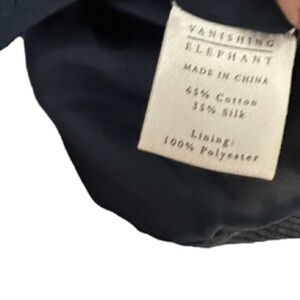 VANISHING
ELEPHANT
MADE IN CHINA
65% Cotton
35% Silk
Lining:
100% Polyester